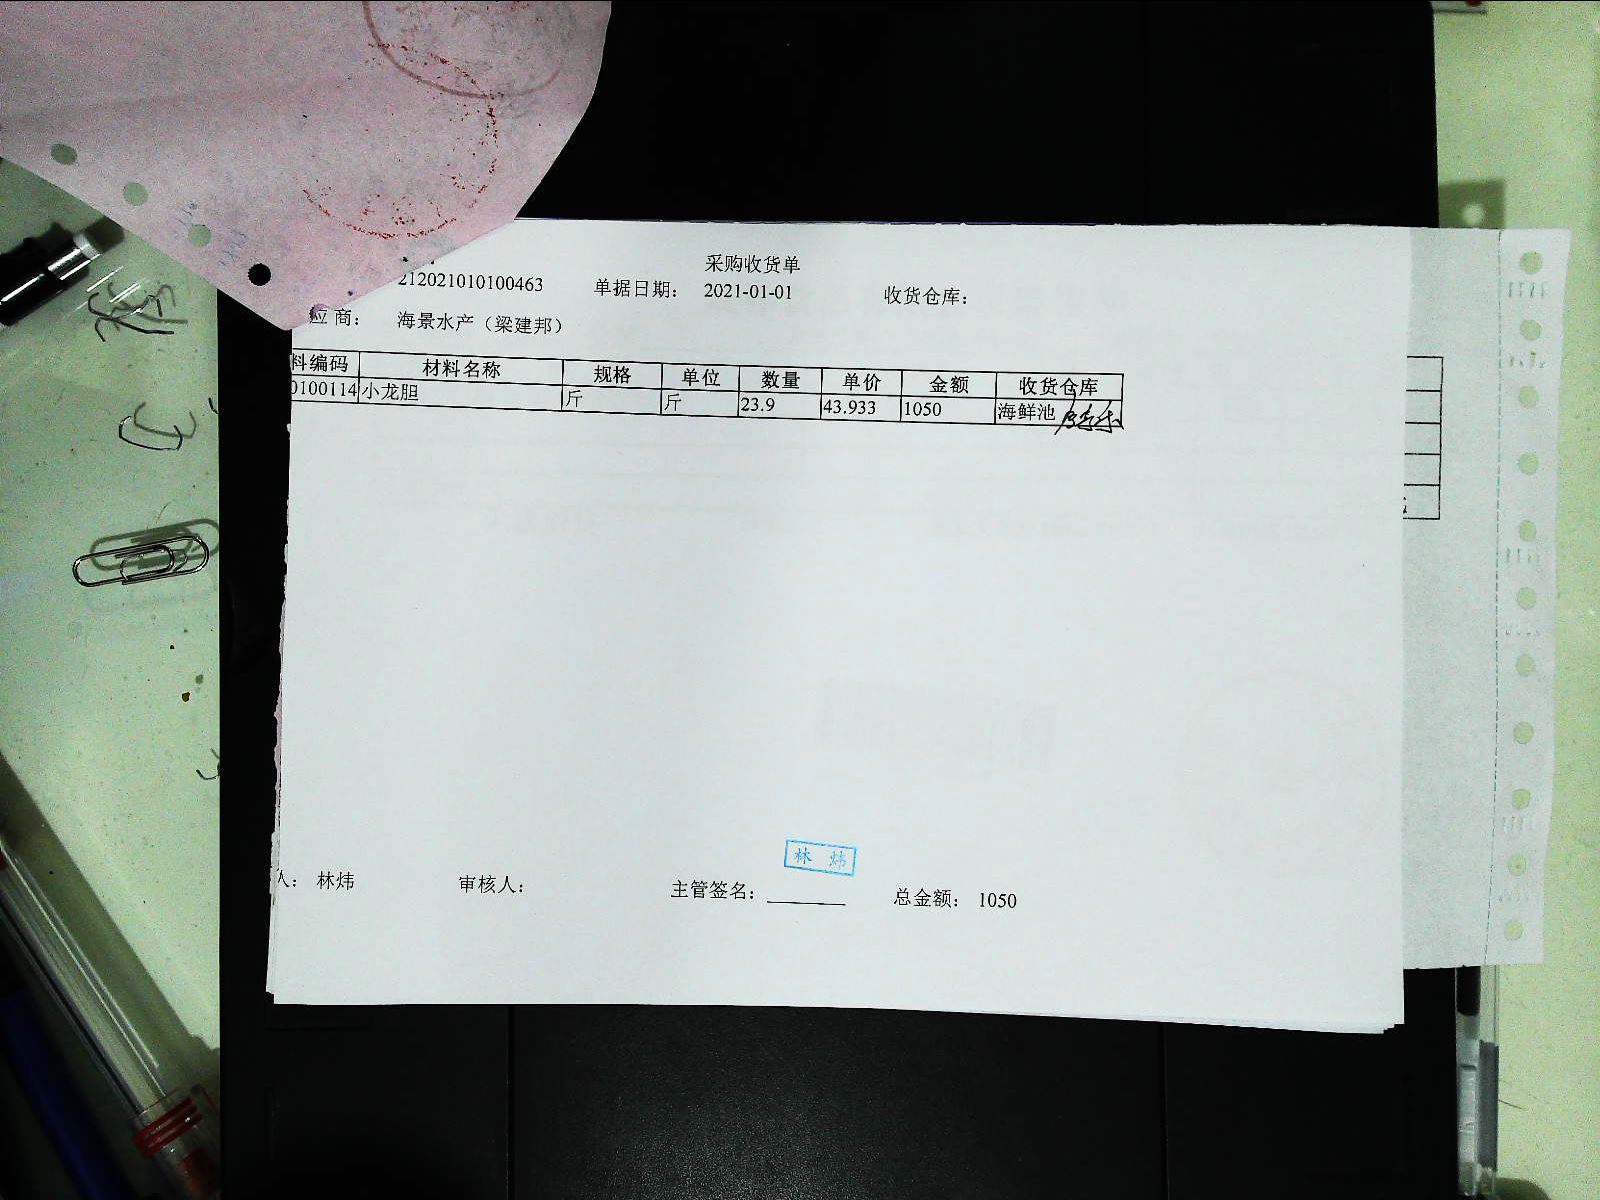 采购收货单
212021010100463 单据日期: 2021-01-01 收货仓库:
应商: 海景水产（梁建邦）
料编码 材料名称 规格 单位 数量 单价 金额 收货仓库
0100114 小龙胆 斤 斤 23.9 43.933 1050 海鲜池
林 炜
人: 林炜 审核人: 主管签名: 总金额: 1050